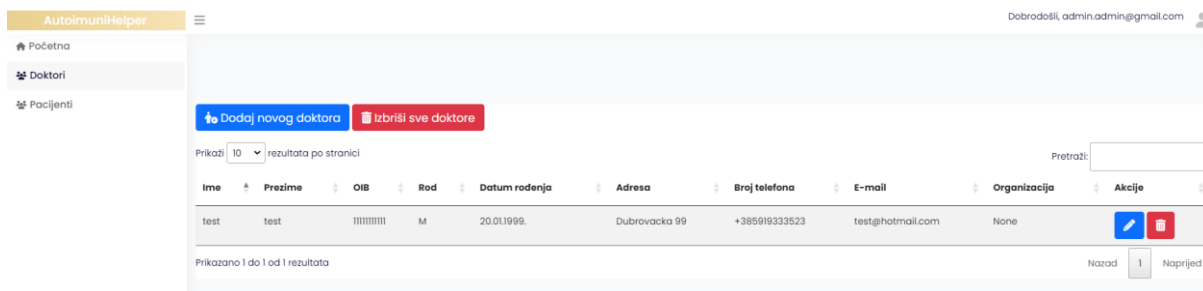 AutoimuniHelper
Dobrodošli, admin.admin@gmail.com
Početna
Doktori
Pacijenti
Dodaj novog doktora Izbriši sve doktore
Prikaži 10 rezultata po stranici Pretraži:
Ime Prezime OIB Rod Datum rođenja Adresa Broj telefona E-mail Organizacija Akcije
test test 11111111111 M 20.01.1999. Dubrovacka 99 +385919333523 test@hotmail.com None
Prikazano 1 do 1 od 1 rezultata Nazad 1 Naprijed